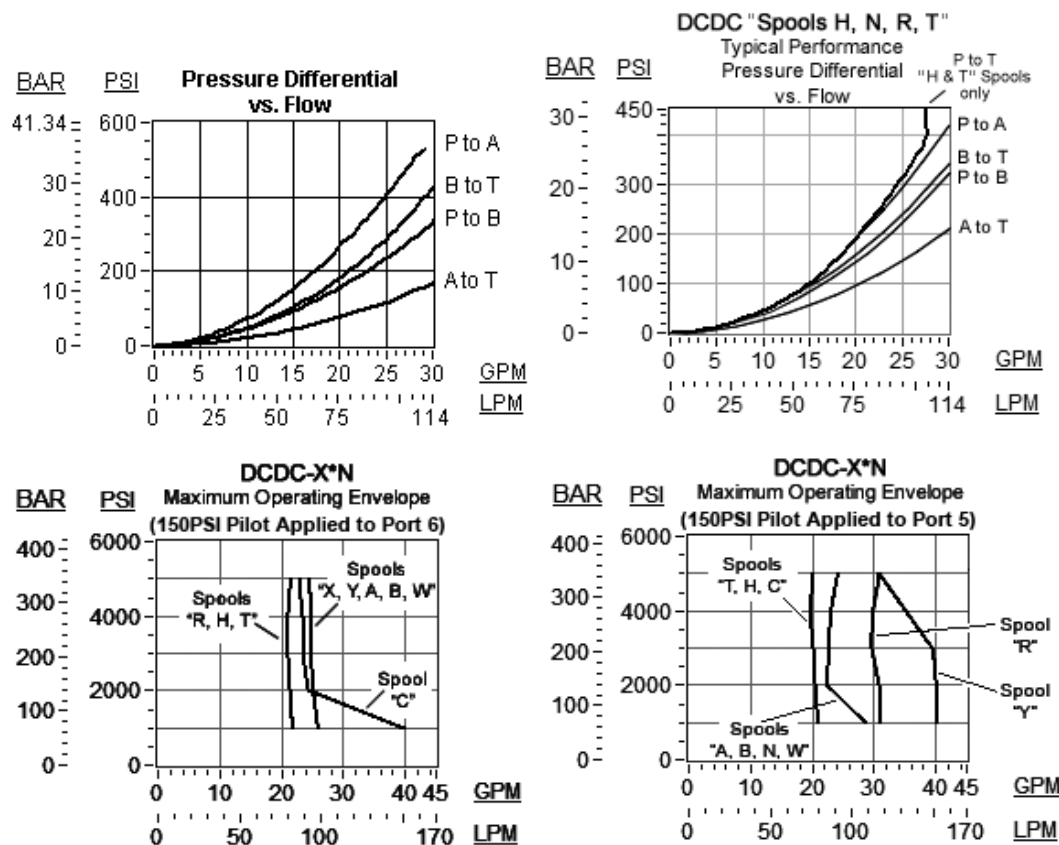 BAR
PSI
Pressure Differential
vs. Flow
41.34
30
20
10
0
600
400
200
0
P to A
B to T
P to B
A to T
0 5 10 15 20 25 30
GPM
0 25 50 75 114
LPM
DCDC "Spools H, N, R, T"
Typical Performance
Pressure Differential
vs. Flow
BAR
PSI
P to T
"H & T" Spools
only
30
20
10
0
450
300
200
100
0
P to A
B to T
P to B
A to T
0 5 10 15 20 25 30
GPM
0 25 50 75 114
LPM
DCDC-X*N
Maximum Operating Envelope
(150PSI Pilot Applied to Port 6)
BAR
PSI
400
300
200
100
0
6000
4000
2000
0
Spools
"R, H, T"
Spools
"X, Y, A, B, W"
Spool
"C"
0 20 30 40 45
GPM
0 50 100 170
LPM
DCDC-X*N
Maximum Operating Envelope
(150PSI Pilot Applied to Port 5)
BAR
PSI
400
300
200
100
0
6000
4000
2000
0
Spools
"T, H, C"
Spool
"R"
Spool
"Y"
Spools
"A, B, N, W"
0 20 30 40 45
GPM
0 50 100 170
LPM